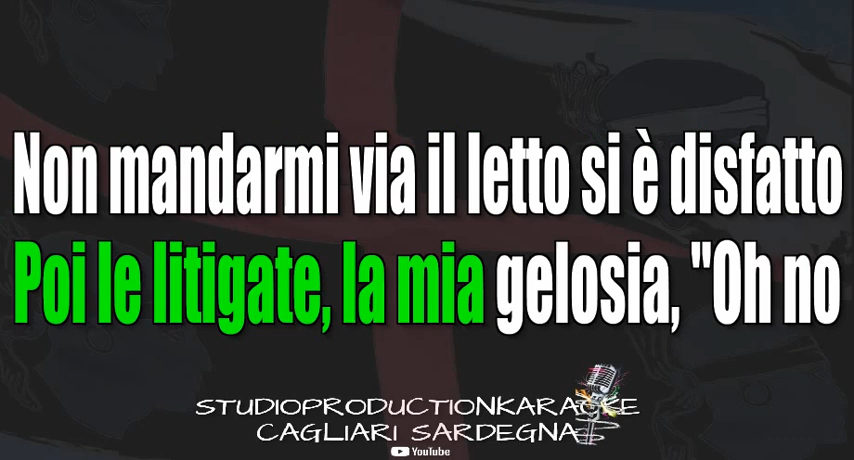 Non mandarmi via il letto si è disfatto
Poi le litigate, la mia gelosia, "Oh no
STUDIOPRODUCTIONKARAOKE
CAGLIARI SARDEGNA
YouTube